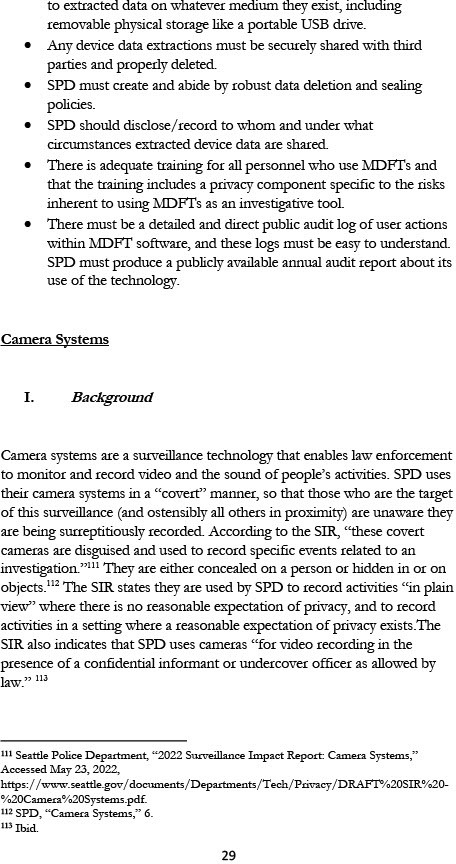 to extracted data on whatever medium they exist, including
removable physical storage like a portable USB drive.
• Any device data extractions must be securely shared with third
parties and properly deleted.
• SPD must create and abide by robust data deletion and sealing
policies.
• SPD should disclose/record to whom and under what
circumstances extracted device data are shared.
• There is adequate training for all personnel who use MDFTs and
that the training includes a privacy component specific to the risks
inherent to using MDFTs as an investigative tool.
• There must be a detailed and direct public audit log of user actions
within MDFT software, and these logs must be easy to understand.
SPD must produce a publicly available annual audit report about its
use of the technology.
Camera Systems
I. Background
Camera systems are a surveillance technology that enables law enforcement
to monitor and record video and the sound of people’s activities. SPD uses
their camera systems in a “covert” manner, so that those who are the target
of this surveillance (and ostensibly all others in proximity) are unaware they
are being surreptitiously recorded. According to the SIR, “these covert
cameras are disguised and used to record specific events related to an
investigation.”111 They are either concealed on a person or hidden in or on
objects.112 The SIR states they are used by SPD to record activities “in plain
view” where there is no reasonable expectation of privacy, and to record
activities in a setting where a reasonable expectation of privacy exists.The
SIR also indicates that SPD uses cameras “for video recording in the
presence of a confidential informant or undercover officer as allowed by
law.” 113
111 Seattle Police Department, “2022 Surveillance Impact Report: Camera Systems,”
Accessed May 23, 2022,
https://www.seattle.gov/documents/Departments/Tech/Privacy/DRAFT%20SIR%20-
%20Camera%20Systems.pdf.
112 SPD, “Camera Systems,” 6.
113 Ibid.
29